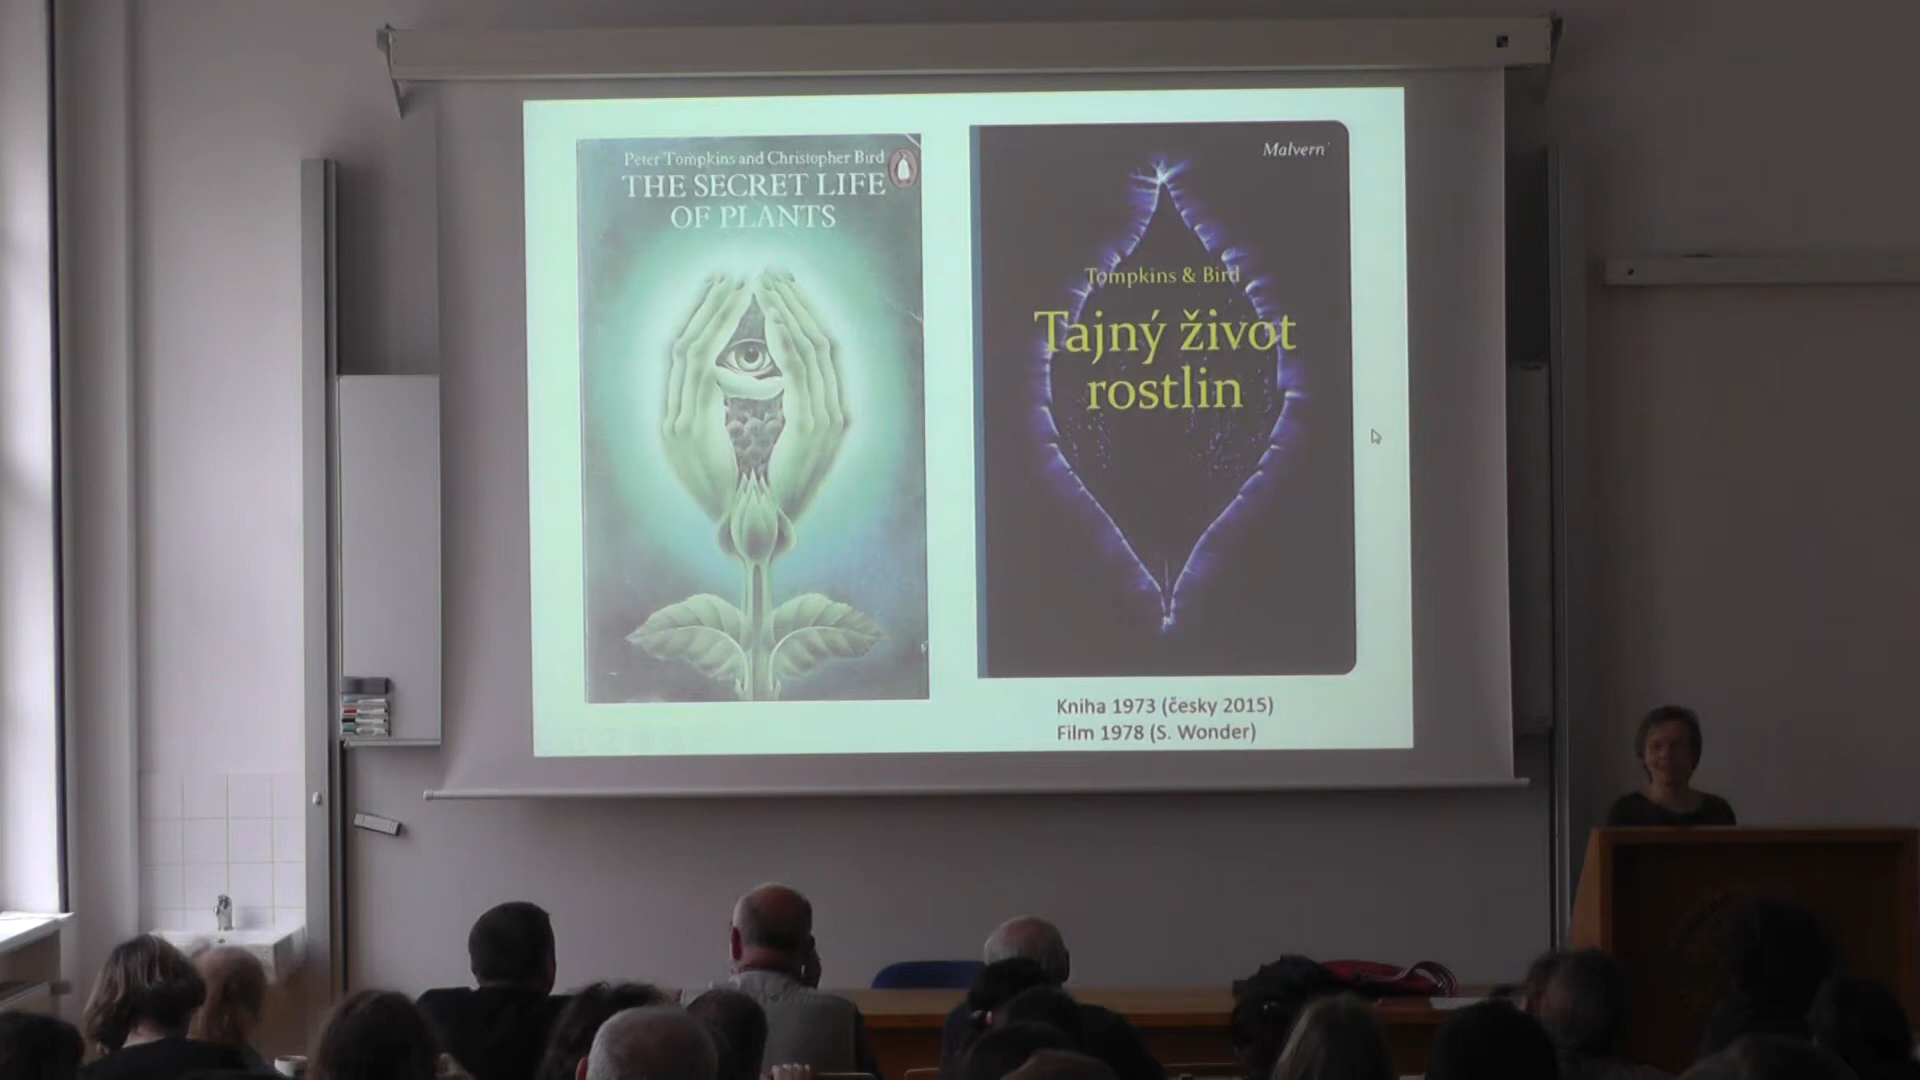 Peter Tompkins and Christopher Bird
THE SECRET LIFE
OF PLANTS
Malvern
Tompkins & Bird
Tajný život
rostlin
Kniha 1973 (česky 2015)
Film 1978 (S. Wonder)